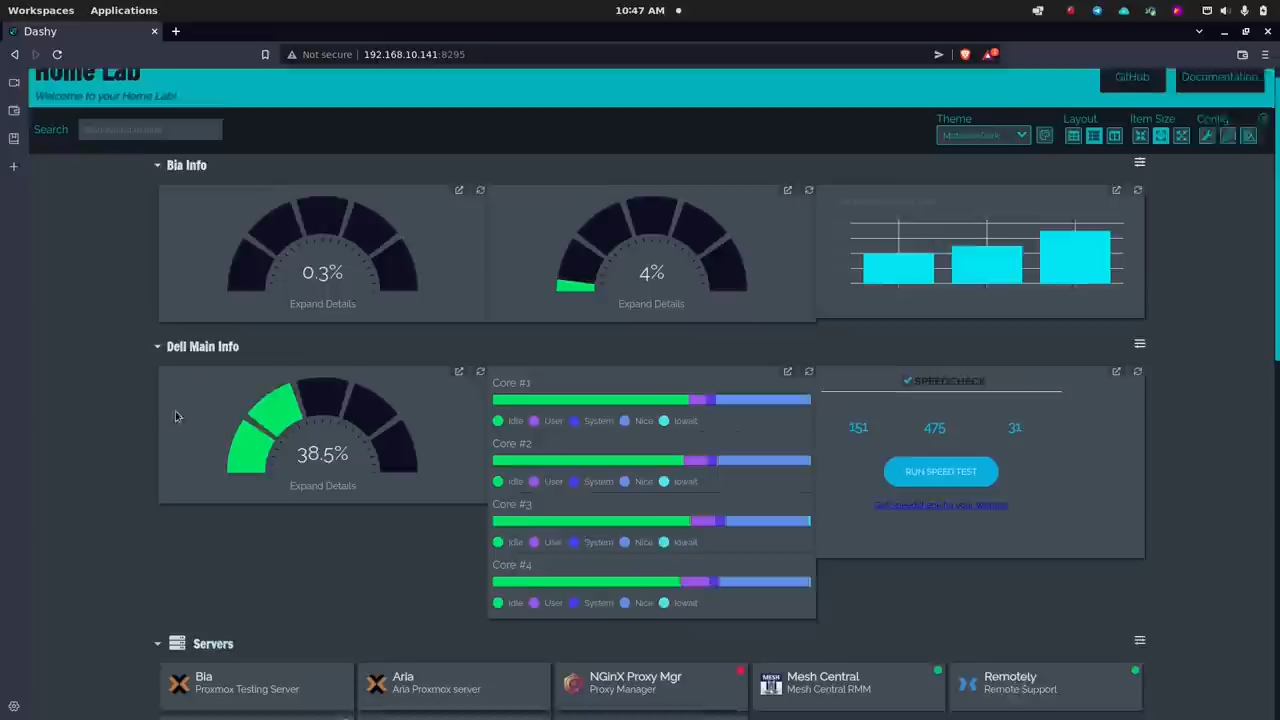 Workspaces Applications
10:47 AM
Dashy
Not secure 192.168.10.141:8295
Home Lab
Welcome to your Home Lab!
GitHub
Documentation
Search
Theme
Layout
Item Size
Config
Bia Info
0.3%
Expand Details
4%
Expand Details
Dell Main Info
38.5%
Expand Details
Core #1
Idle User System Nice Iowait
Core #2
Idle User System Nice Iowait
Core #3
Idle User System Nice Iowait
Core #4
Idle User System Nice Iowait
SPEEDCHECK
151 475 31
RUN SPEED TEST
Servers
Bia
Proxmox Testing Server
Aria
Aria Proxmox server
NGinX Proxy Mgr
Proxy Manager
MESH
Mesh Central
Mesh Central RMM
Remotely
Remote Support